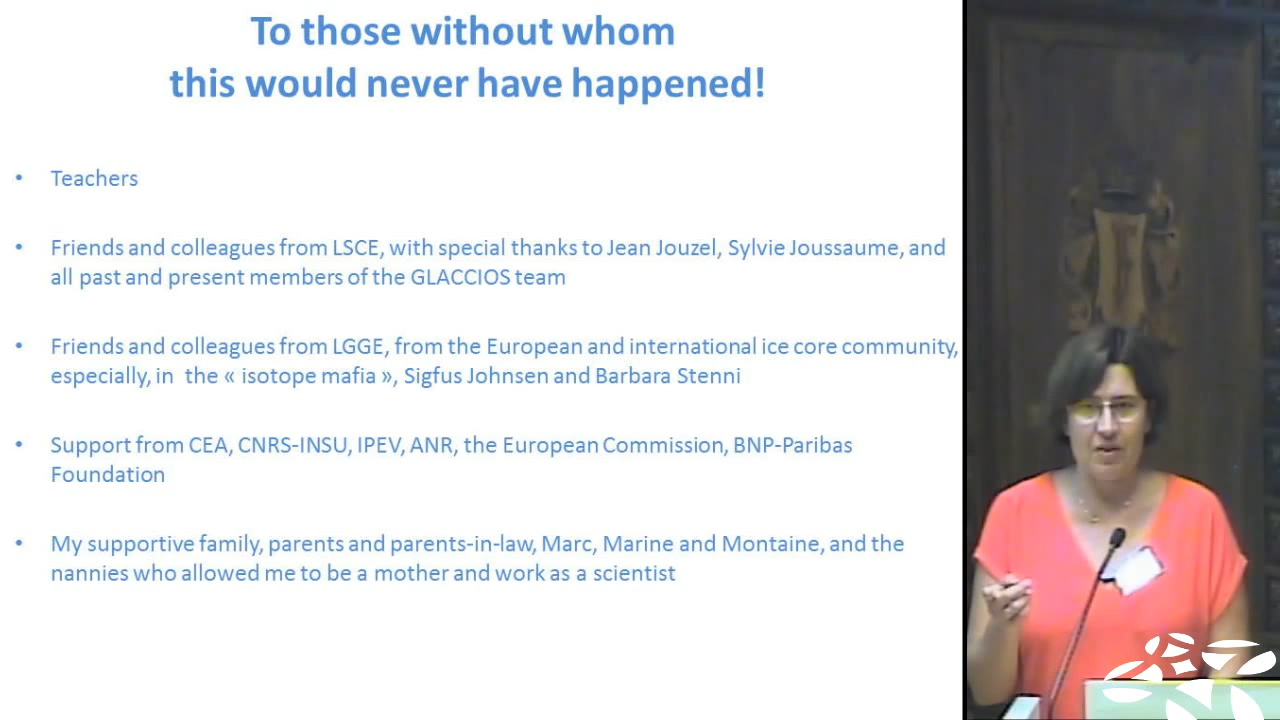 To those without whom
this would never have happened!
• Teachers
• Friends and colleagues from LSCE, with special thanks to Jean Jouzel, Sylvie Joussaume, and
all past and present members of the GLACCIOS team
• Friends and colleagues from LGGE, from the European and international ice core community,
especially, in the « isotope mafia », Sigfus Johnsen and Barbara Stenni
• Support from CEA, CNRS-INSU, IPEV, ANR, the European Commission, BNP-Paribas
Foundation
• My supportive family, parents and parents-in-law, Marc, Marine and Montaine, and the
nannies who allowed me to be a mother and work as a scientist